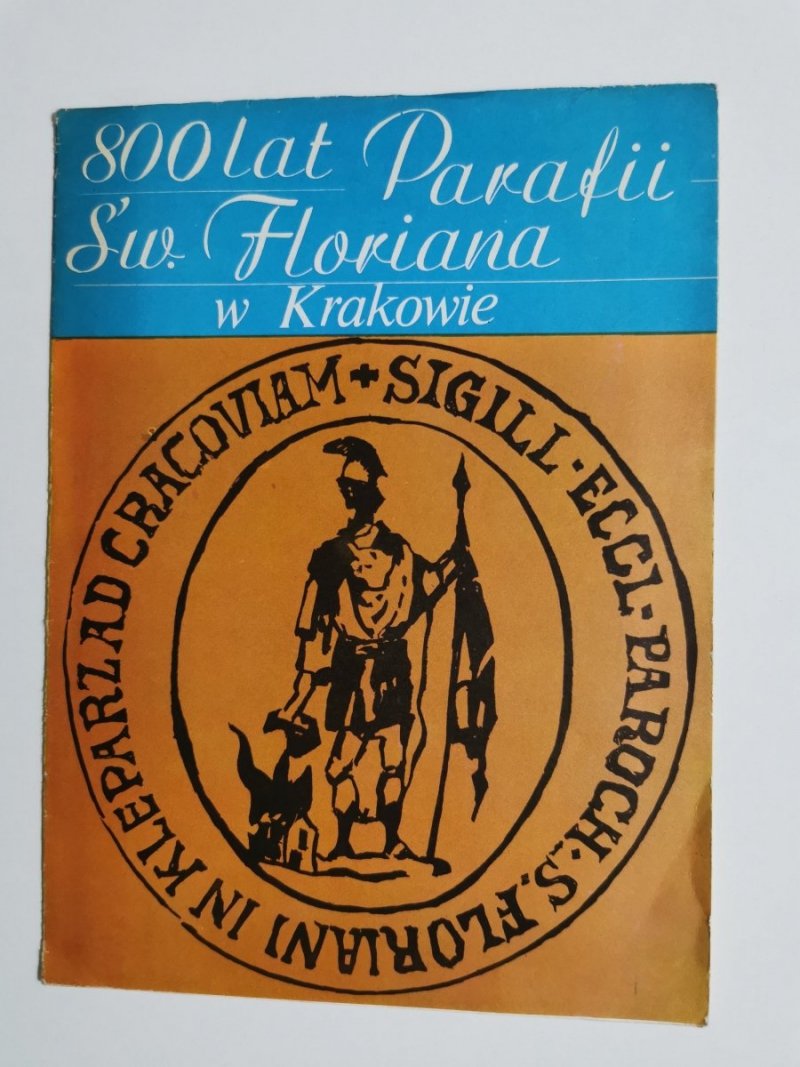 800 lat Parafii
Św. Floriana
w Krakowie
+ SIGILL · ECCL · PAROCH · S. FLORIANI IN KLEPARZ AD CRACOVIAM